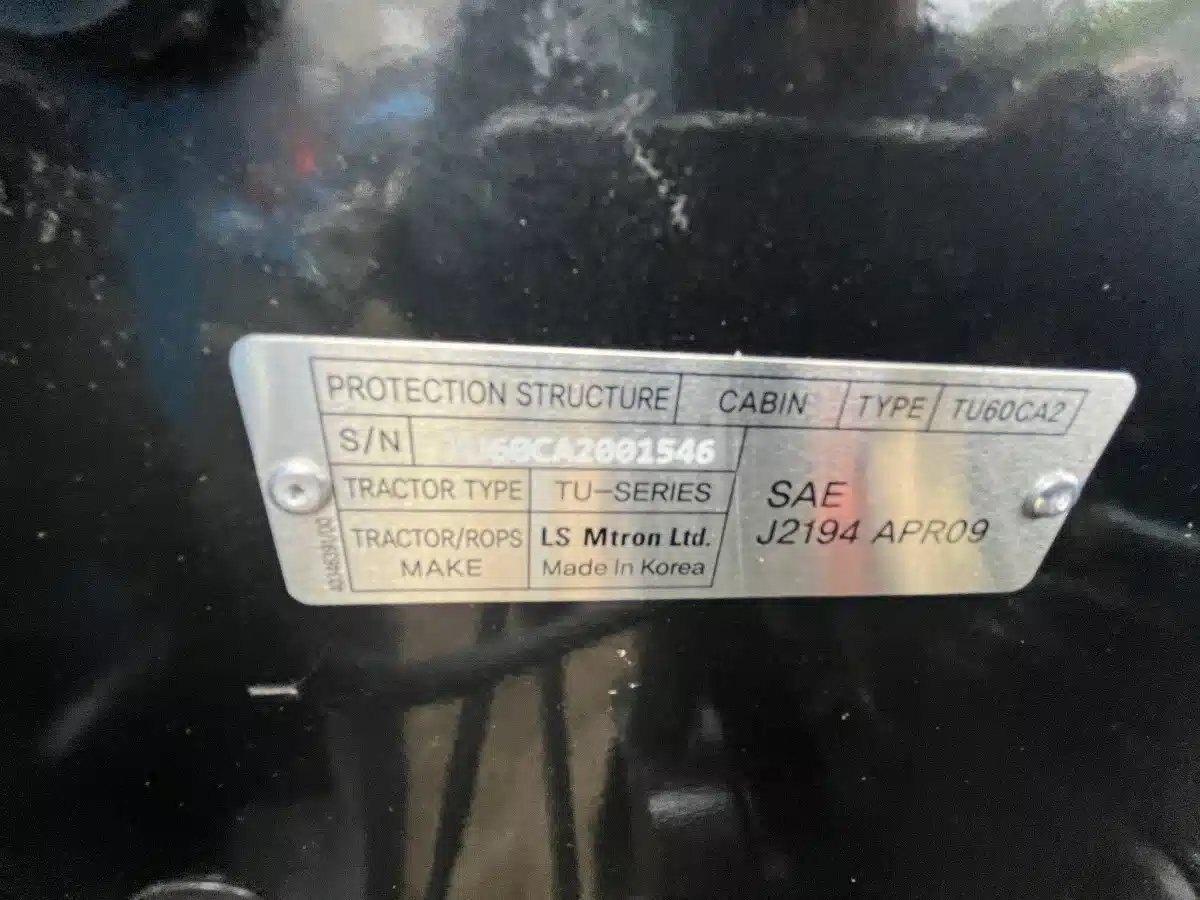 PROTECTION STRUCTURE CABIN TYPE TU60CA2
S/N TU60CA2001546
TRACTOR TYPE TU-SERIES
SAE
J2194 APR09
TRACTOR/ROPS MAKE
LS Mtron Ltd.
Made In Korea